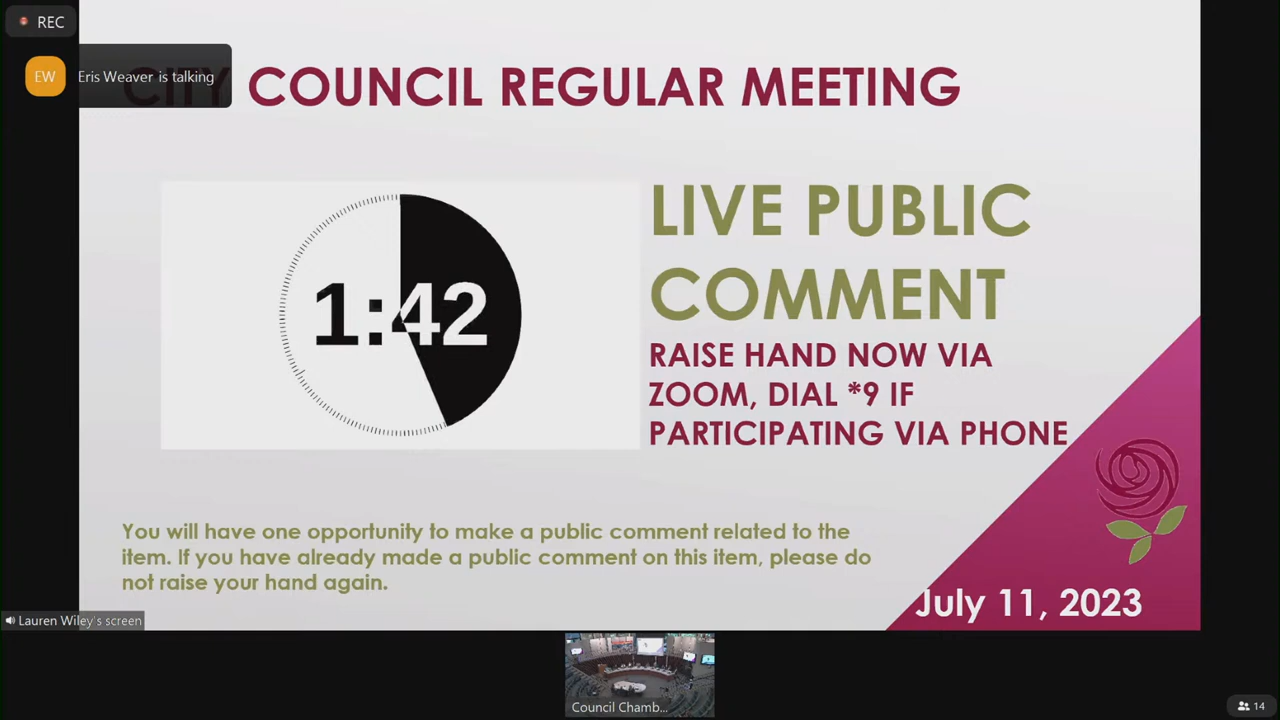 REC
EW
Eris Weaver is talking
CITY COUNCIL REGULAR MEETING
1:42
LIVE PUBLIC
COMMENT
RAISE HAND NOW VIA
ZOOM, DIAL *9 IF
PARTICIPATING VIA PHONE
You will have one opportunity to make a public comment related to the
item. If you have already made a public comment on this item, please do
not raise your hand again.
July 11, 2023
Lauren Wiley's screen
Council Chamb...
14